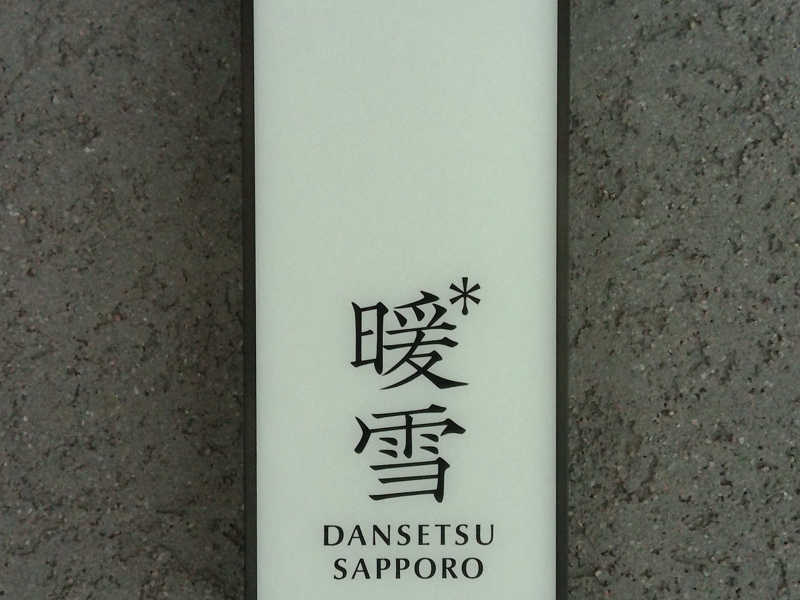 暖*
雪
DANSETSU
SAPPORO